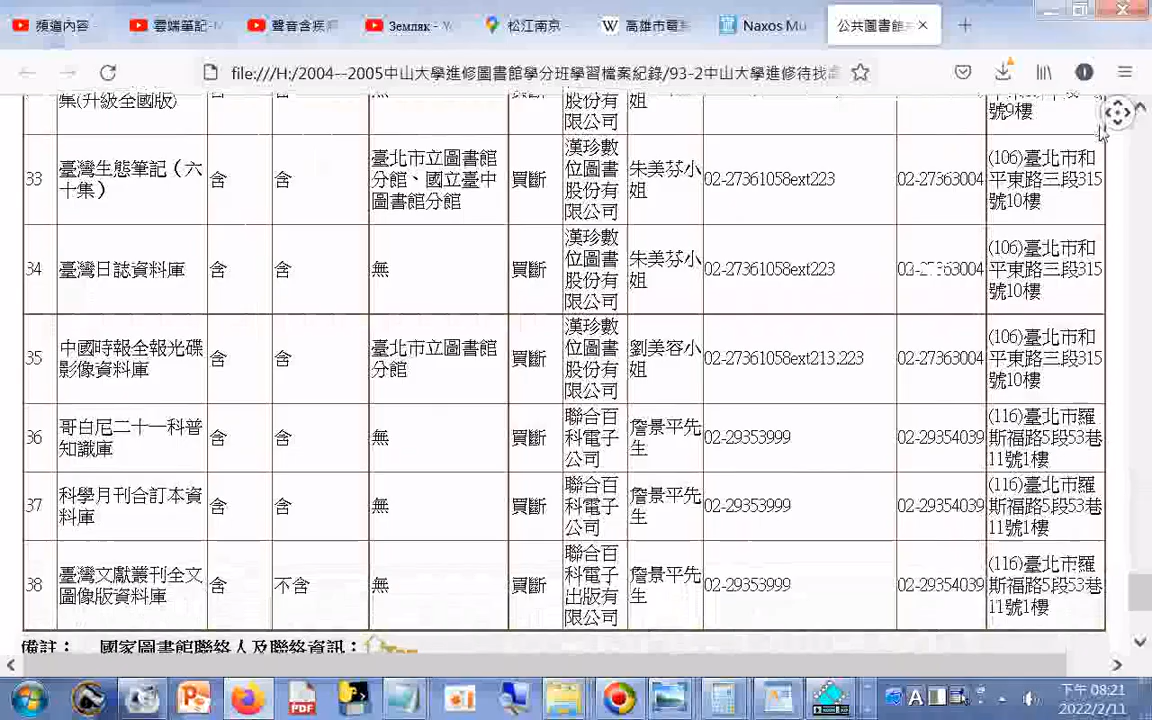 頻道內容
雲端筆記-I
聲音含疾
Земляк - Y
松江南京
W 高雄市電
Naxos Mu
公共圖書館
file:///H:/2004--2005中山大學進修圖書館學分班學習檔案紀錄/93-2中山大學進修待找
集(升級全國版)
股份有
限公司
姐
號9樓
33
臺灣生態筆記（六
十集）
含
含
臺北市立圖書館
分館、國立臺中
圖書館分館
買斷
漢珍數
位圖書
股份有
限公司
朱美芬小
姐
02-27361058ext223
02-27363004
(106)臺北市和
平東路三段315
號10樓
34
臺灣日誌資料庫
含
含
無
買斷
漢珍數
位圖書
股份有
限公司
朱美芬小
姐
02-27361058ext223
02-27363004
(106)臺北市和
平東路三段315
號10樓
35
中國時報全報光碟
影像資料庫
含
含
臺北市立圖書館
分館
買斷
漢珍數
位圖書
股份有
限公司
劉美容小
姐
02-27361058ext213.223
02-27363004
(106)臺北市和
平東路三段315
號10樓
36
哥白尼二十一科普
知識庫
含
含
無
買斷
聯合百
科電子
公司
詹景平先
生
02-29353999
02-29354039
(116)臺北市羅
斯福路5段53巷
11號1樓
37
科學月刊合訂本資
料庫
含
含
無
買斷
聯合百
科電子
公司
詹景平先
生
02-29353999
02-29354039
(116)臺北市羅
斯福路5段53巷
11號1樓
38
臺灣文獻叢刊全文
圖像版資料庫
含
不含
無
買斷
聯合百
科電子
出版有
限公司
詹景平先
生
02-29353999
02-29354039
(116)臺北市羅
斯福路5段53巷
11號1樓
備註： 國家圖書館聯絡人及聯絡資訊：
下午 08:21
2022/2/11